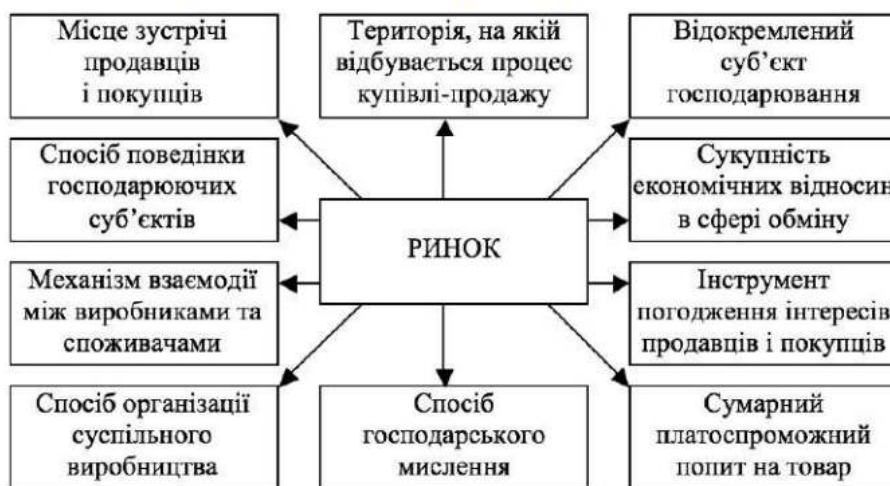 Місце зустрічі
продавців
і покупців
Територія, на якій
відбувається процес
купівлі-продажу
Відокремлений
суб’єкт
господарювання
Спосіб поведінки
господарюючих
суб’єктів
Сукупність
економічних відносин
в сфері обміну
РИНОК
Механізм взаємодії
між виробниками та
споживачами
Інструмент
погодження інтересів
продавців і покупців
Спосіб організації
суспільного
виробництва
Спосіб
господарського
мислення
Сумарний
платоспроможний
попит на товар